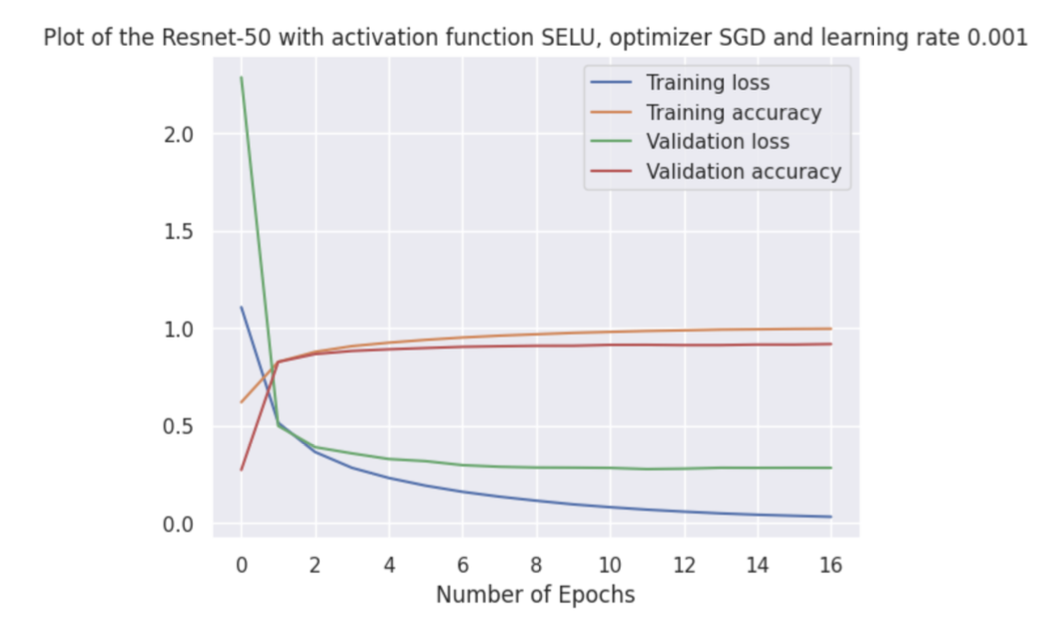 Plot of the Resnet-50 with activation function SELU, optimizer SGD and learning rate 0.001
Training loss
Training accuracy
Validation loss
Validation accuracy
2.0
1.5
1.0
0.5
0.0
0 2 4 6 8 10 12 14 16
Number of Epochs